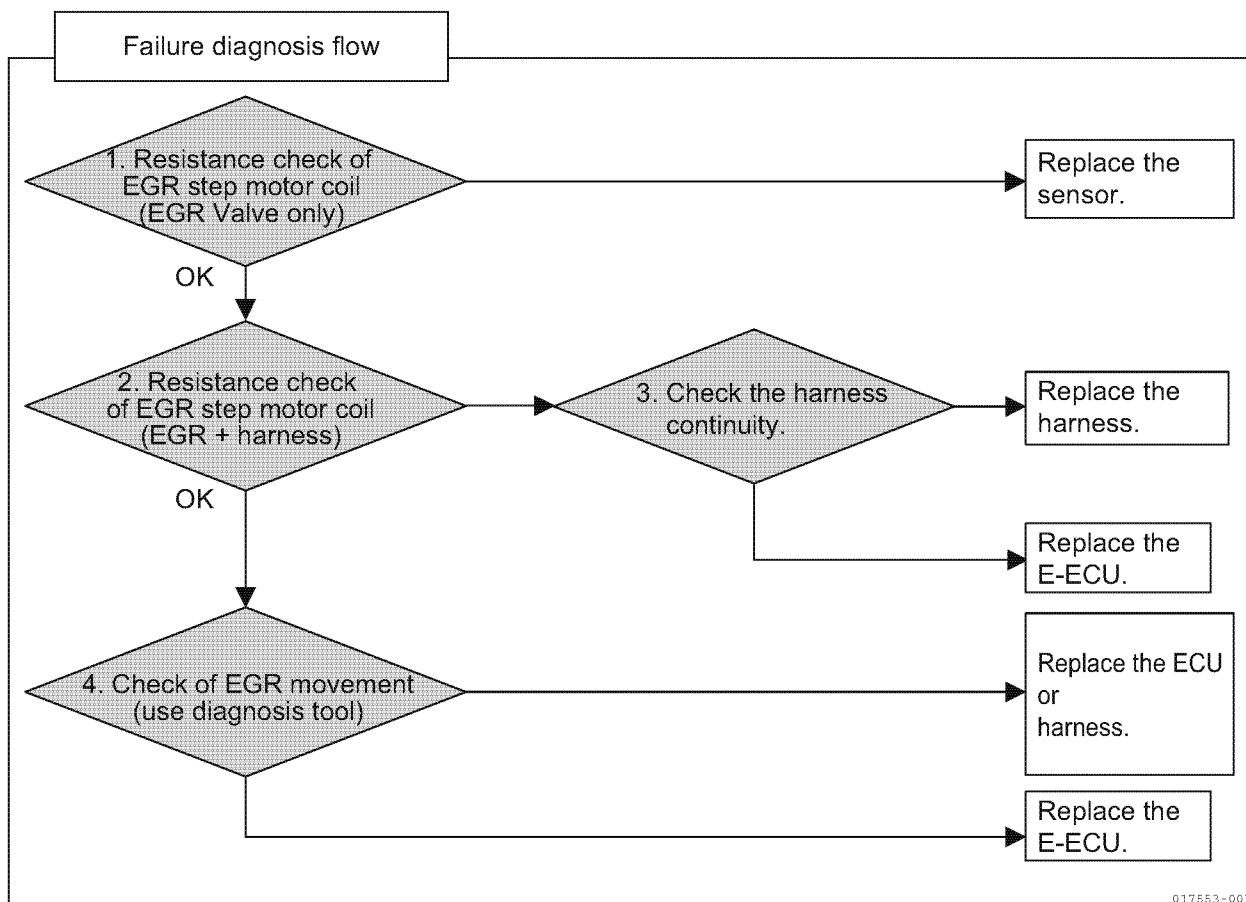 Failure diagnosis flow
1. Resistance check of
EGR step motor coil
(EGR Valve only)
Replace the
sensor.
OK
2. Resistance check
of EGR step motor coil
(EGR + harness)
3. Check the harness
continuity.
Replace the
harness.
OK
Replace the
E-ECU.
4. Check of EGR movement
(use diagnosis tool)
Replace the ECU
or
harness.
Replace the
E-ECU.